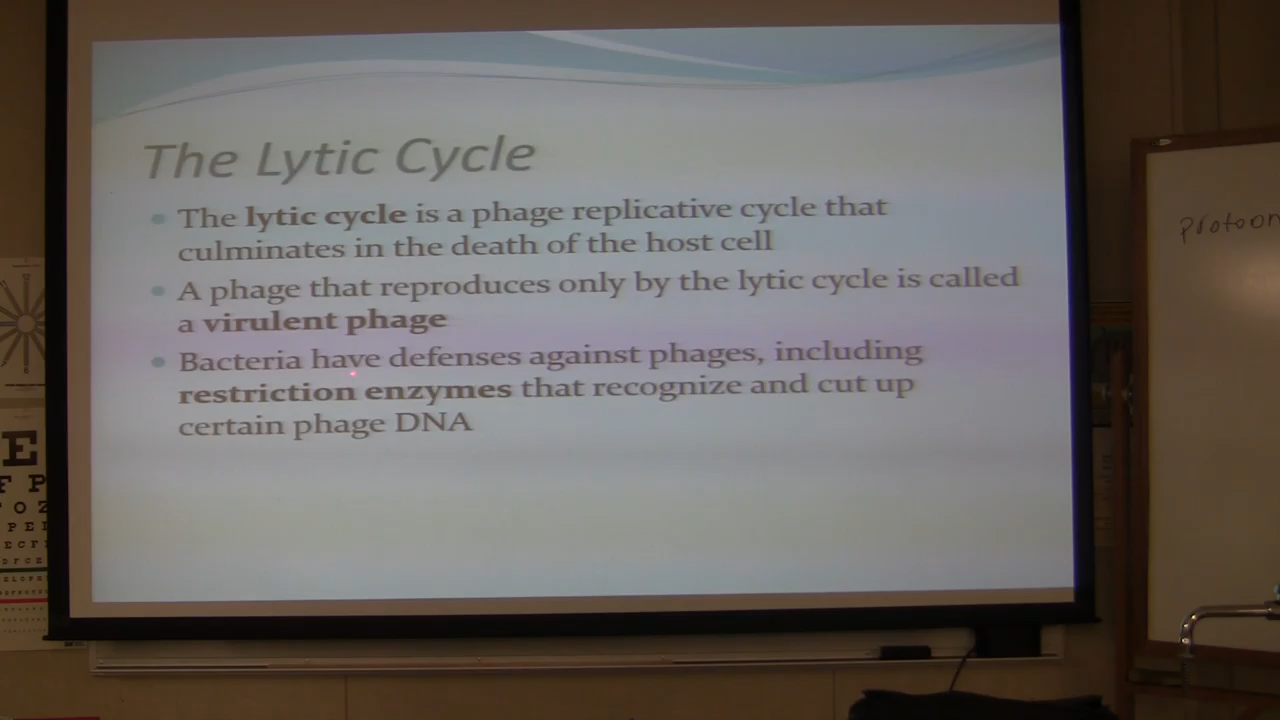 The Lytic Cycle
The lytic cycle is a phage replicative cycle that
culminates in the death of the host cell
A phage that reproduces only by the lytic cycle is called
a virulent phage
Bacteria have defenses against phages, including
restriction enzymes that recognize and cut up
certain phage DNA
E
F P
O Z
P E
E C F